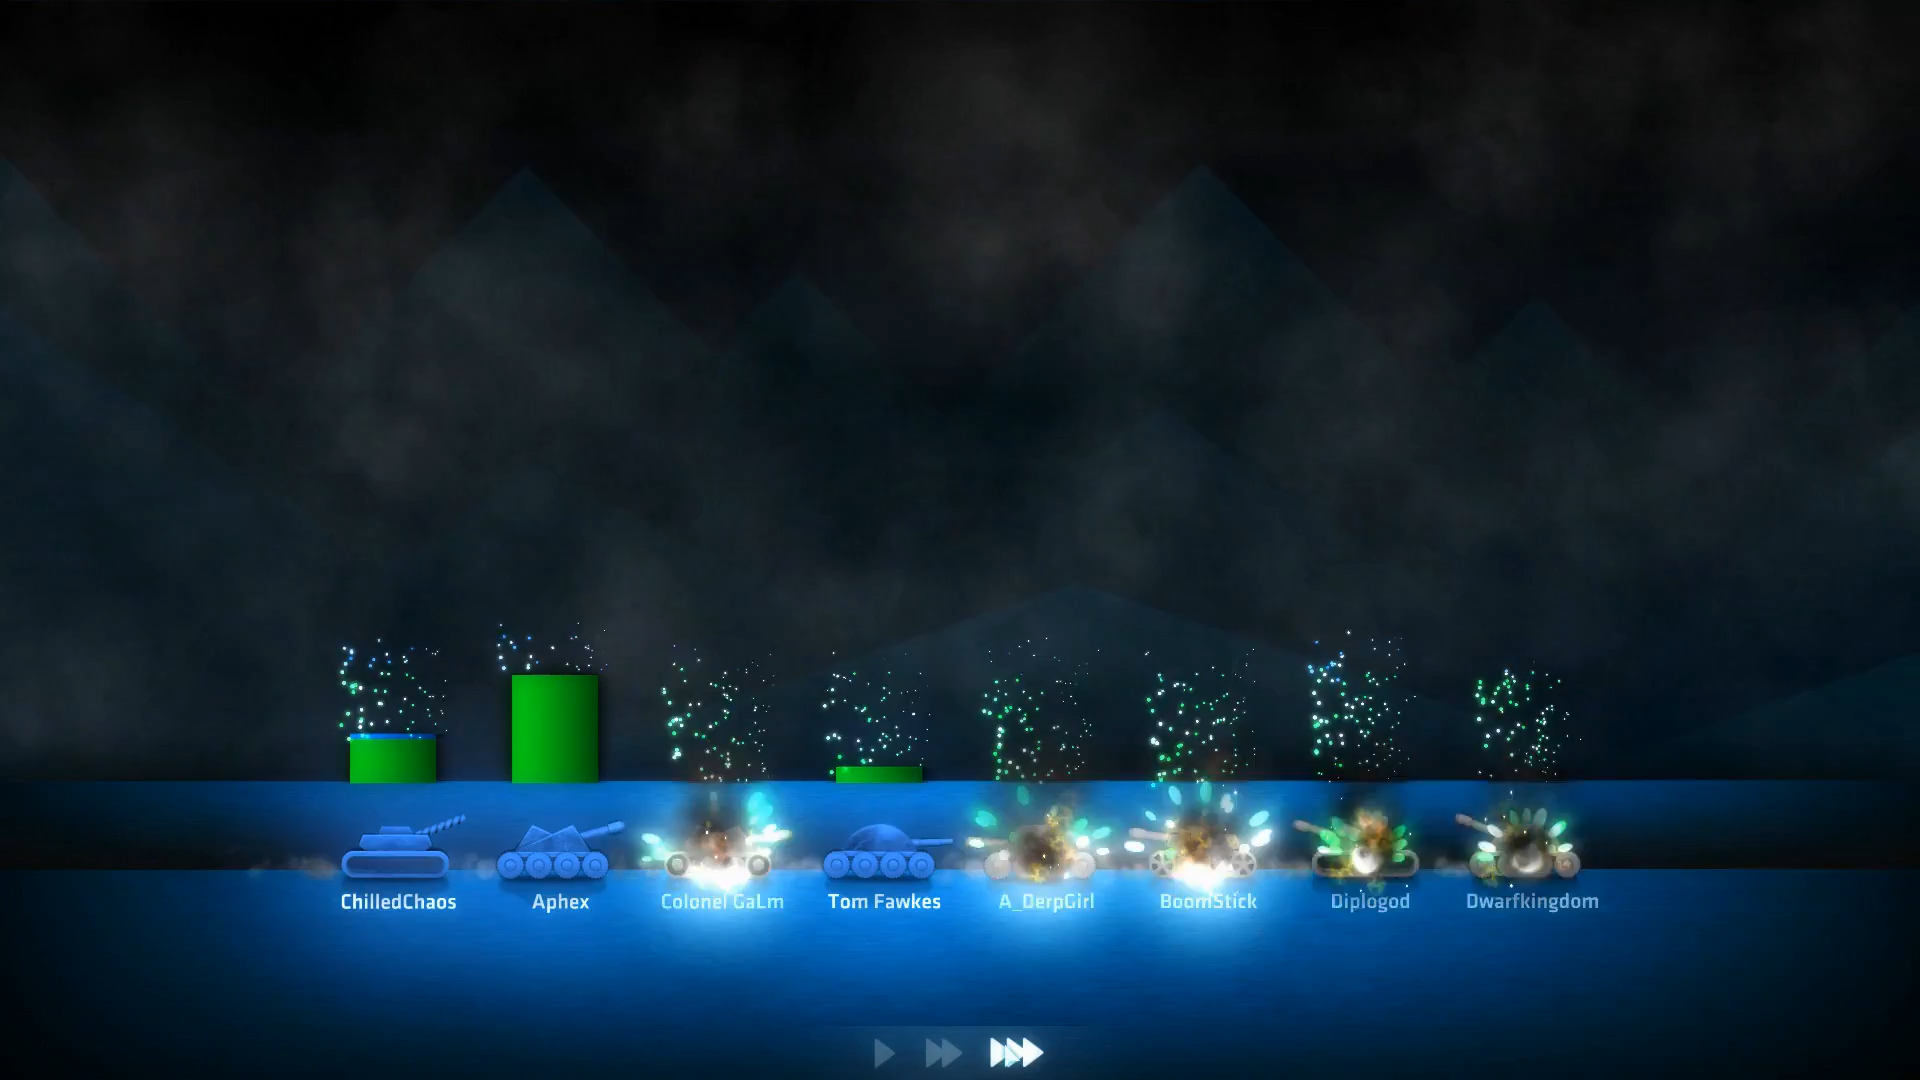 ChilledChaos
Aphex
Colonel GaLm
Tom Fawkes
A_DerpGirl
BoomStick
Diplogod
Dwarfkingdom